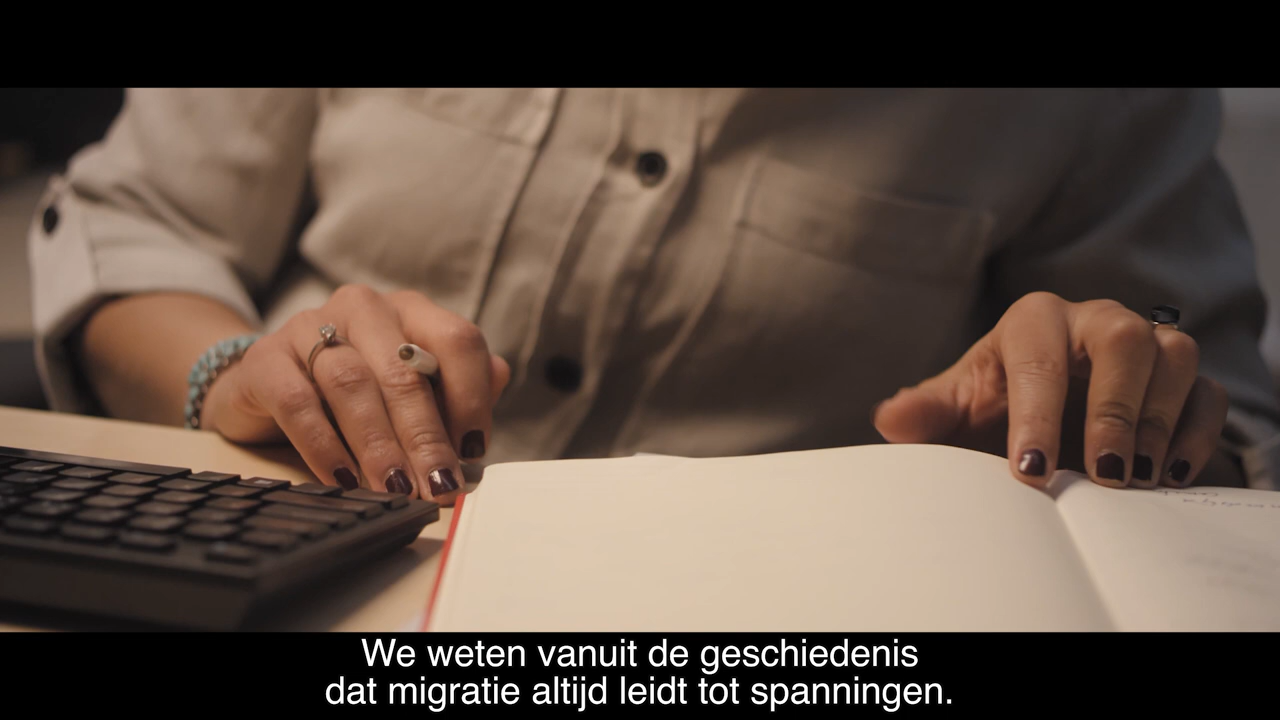 We weten vanuit de geschiedenis
dat migratie altijd leidt tot spanningen.